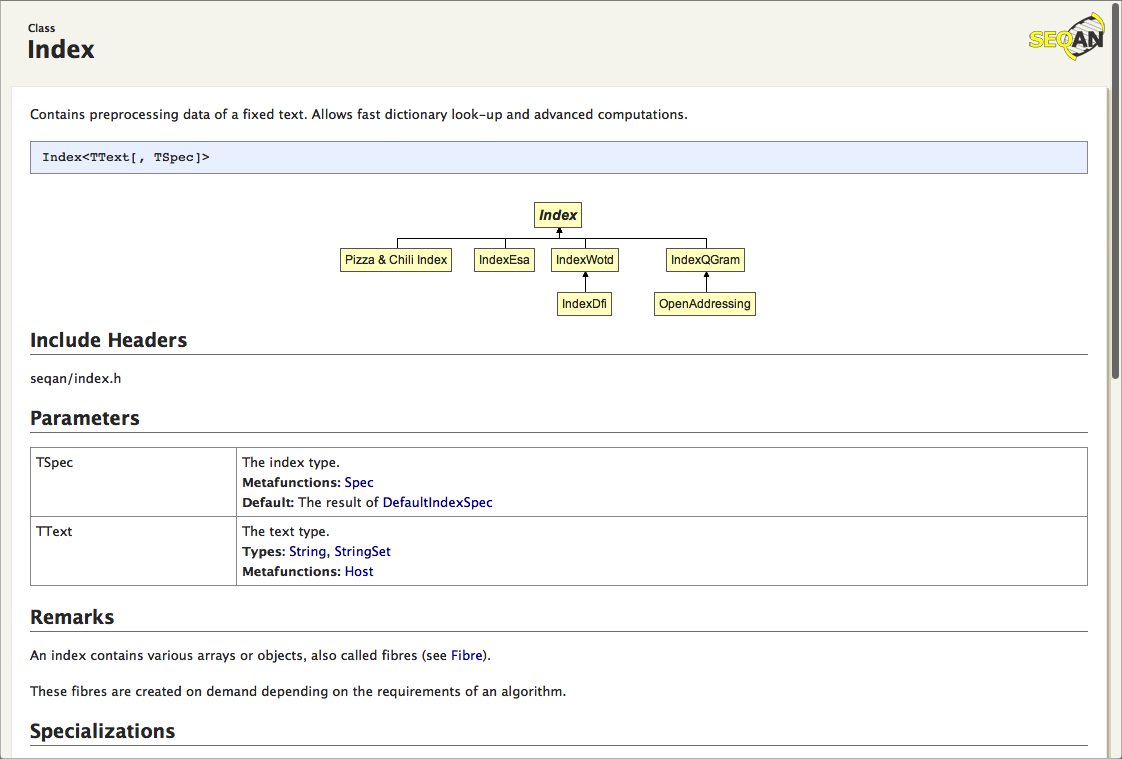 Class
Index
SEQAN
Contains preprocessing data of a fixed text. Allows fast dictionary look-up and advanced computations.
Index<TText[, TSpec]>
Index
Pizza & Chili Index IndexEsa IndexWotd IndexQGram
IndexDfi OpenAddressing
Include Headers
seqan/index.h
Parameters
TSpec The index type.
Metafunctions: Spec
Default: The result of DefaultIndexSpec
TText The text type.
Types: String, StringSet
Metafunctions: Host
Remarks
An index contains various arrays or objects, also called fibres (see Fibre).
These fibres are created on demand depending on the requirements of an algorithm.
Specializations